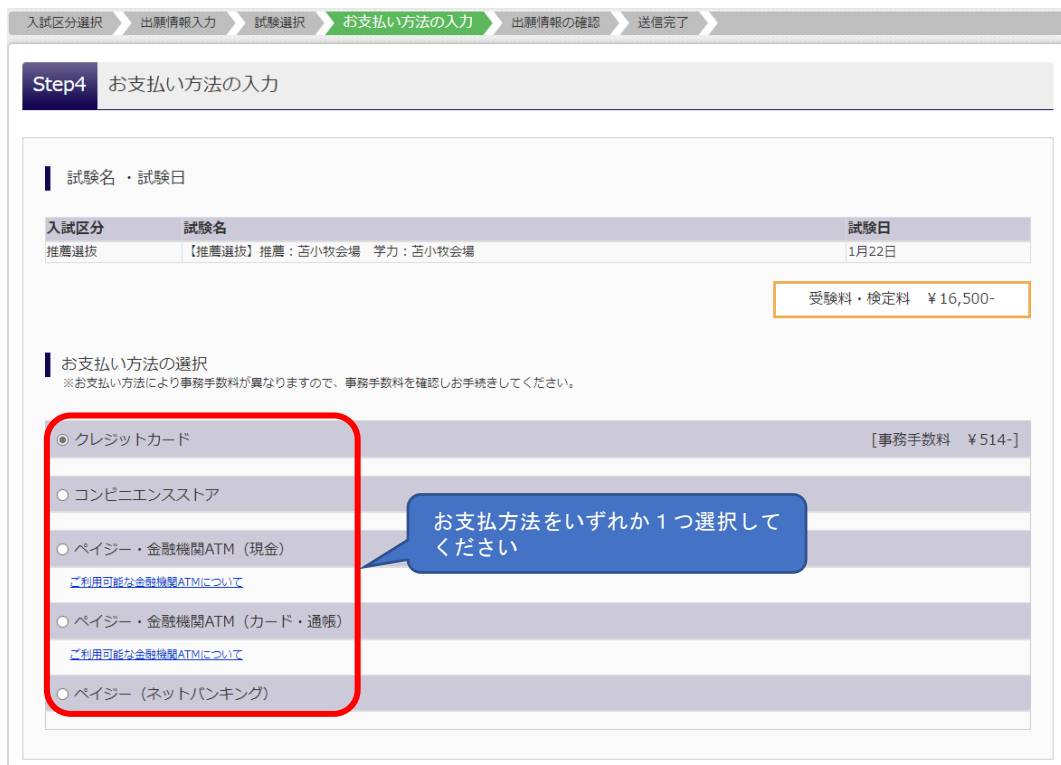 入試区分選択 出願情報入力 試験選択 お支払い方法の入力 出願情報の確認 送信完了
Step4 お支払い方法の入力
試験名 ・試験日
入試区分 試験名 試験日
推薦選抜 【推薦選抜】推薦：苫小牧会場 学力：苫小牧会場 1月22日
受験料・検定料 ￥16,500-
お支払い方法の選択
※お支払い方法により事務手数料が異なりますので、事務手数料を確認しお手続きしてください。
クレジットカード [事務手数料 ￥514-]
コンビニエンスストア
お支払方法をいずれか１つ選択して
ください
ペイジー・金融機関ATM（現金）
ご利用可能な金融機関ATMについて
ペイジー・金融機関ATM（カード・通帳）
ご利用可能な金融機関ATMについて
ペイジー（ネットバンキング）